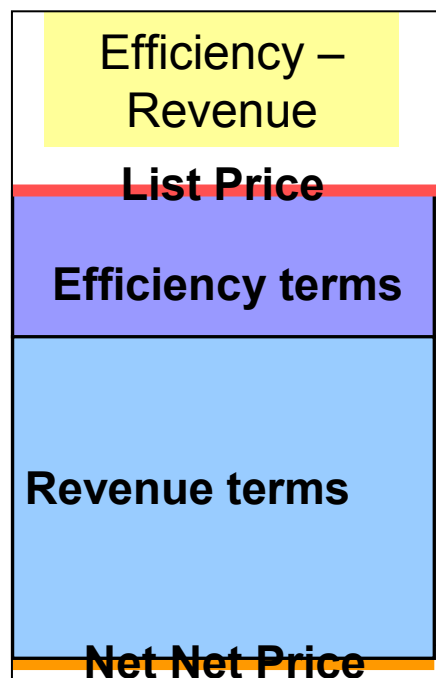 Efficiency –
Revenue
List Price
Efficiency terms
Revenue terms
Net Net Price